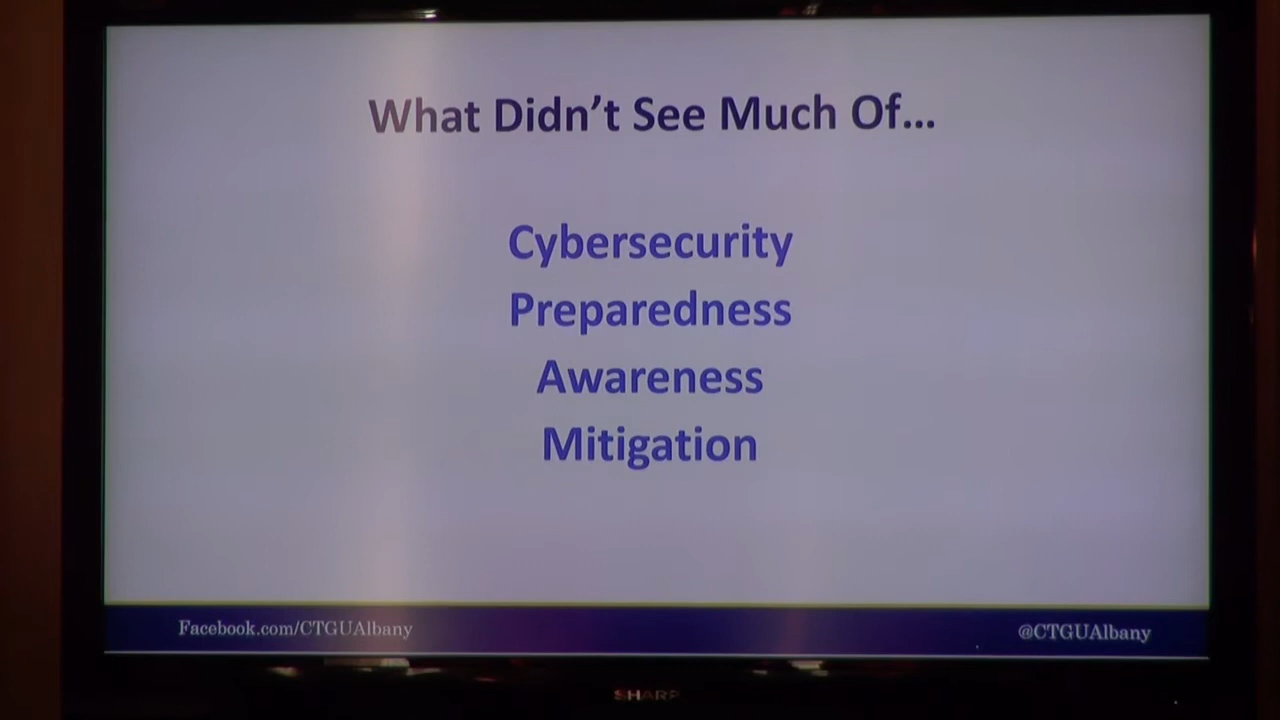 What Didn’t See Much Of...
Cybersecurity
Preparedness
Awareness
Mitigation
Facebook.com/CTGUAlbany
@CTGUAlbany
SHARP